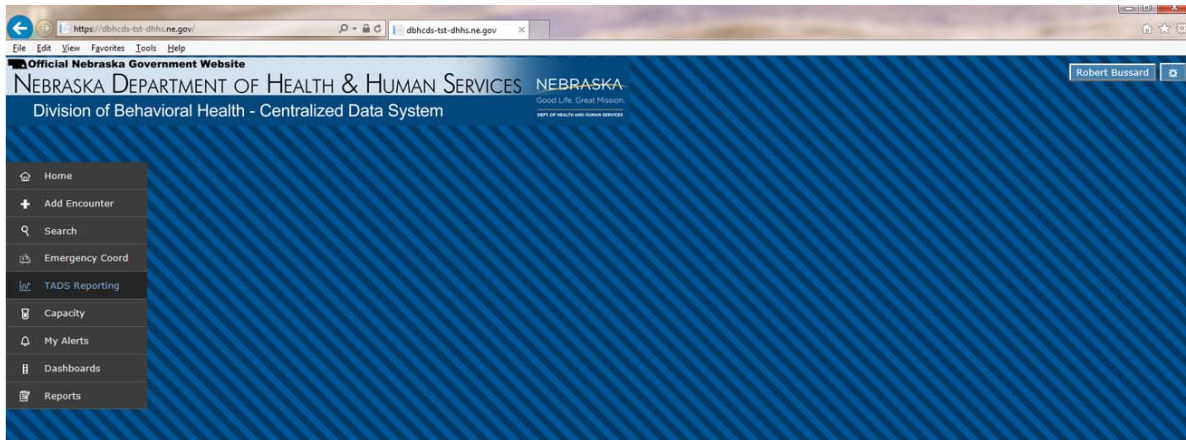 https://dbhcds-tst-dhhs.ne.gov/
dbhcds-tst-dhhs.ne.gov
File Edit View Favorites Tools Help
Official Nebraska Government Website
NEBRASKA DEPARTMENT OF HEALTH & HUMAN SERVICES
Division of Behavioral Health - Centralized Data System
NEBRASKA
Good Life. Great Mission.
DEPT. OF HEALTH AND HUMAN SERVICES
Robert Bussard
Home
Add Encounter
Search
Emergency Coord
TADS Reporting
Capacity
My Alerts
Dashboards
Reports